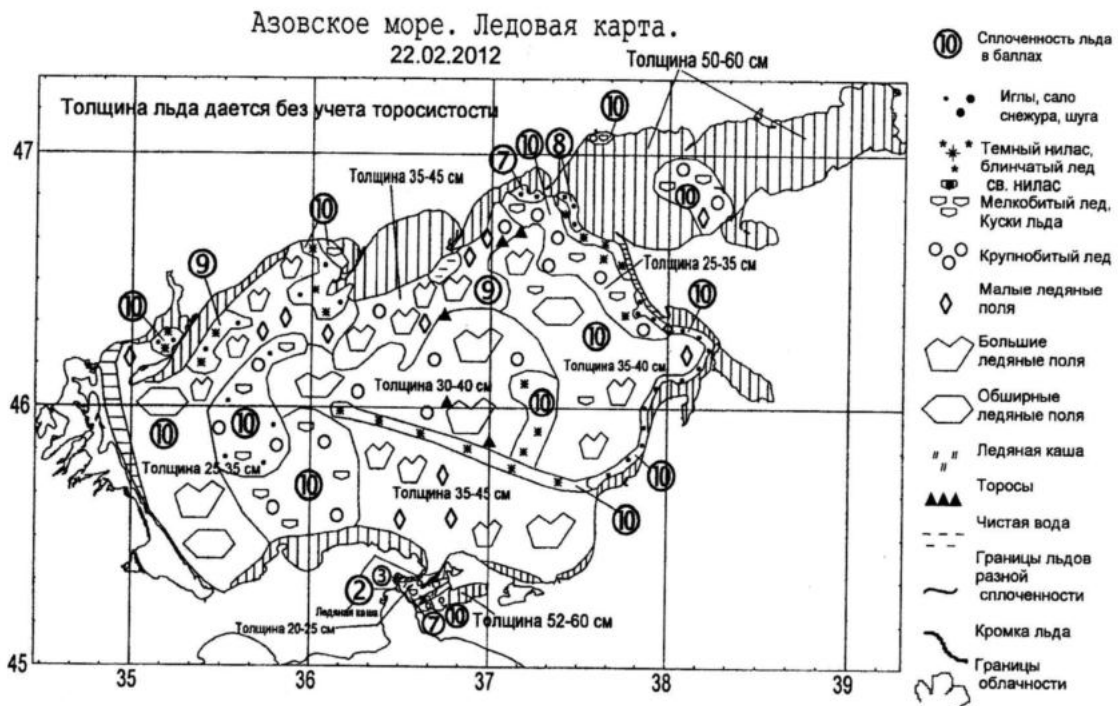 Азовское море. Ледовая карта.
22.02.2012
Толщина 50-60 см
Толщина льда дается без учета торосистости
10
10
8
7
47
Толщина 35-45 см
10
10
9
Толщина 25-35 см
10
9
10
10
10
Толщина 35-40 см
Толщина 30-40 см
46
10
10
10
Толщина 25-35 см
10
10
Толщина 35-45 см
10
3
2
Ледяная каша
7
10
Толщина 52-60 см
Толщина 20-25 см
45
35
36
37
38
39
10
Сплоченность льда
в баллах
Иглы, сало
снежура, шуга
Темный нилас,
блинчатый лед
св. нилас
Мелкобитый лед,
Куски льда
Крупнобитый лед
Малые ледяные
поля
Большие
ледяные поля
Обширные
ледяные поля
Ледяная каша
Торосы
Чистая вода
Границы льдов
разной
сплоченности
Кромка льда
Границы
облачности